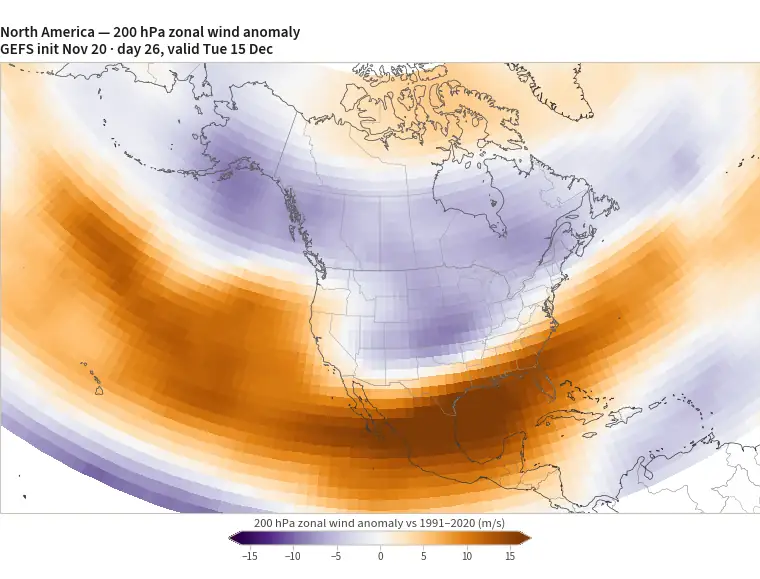 North America — 200 hPa zonal wind anomaly
GEFS init Nov 20 · day 26, valid Tue 15 Dec
200 hPa zonal wind anomaly vs 1991–2020 (m/s)
−15 −10 −5 0 5 10 15